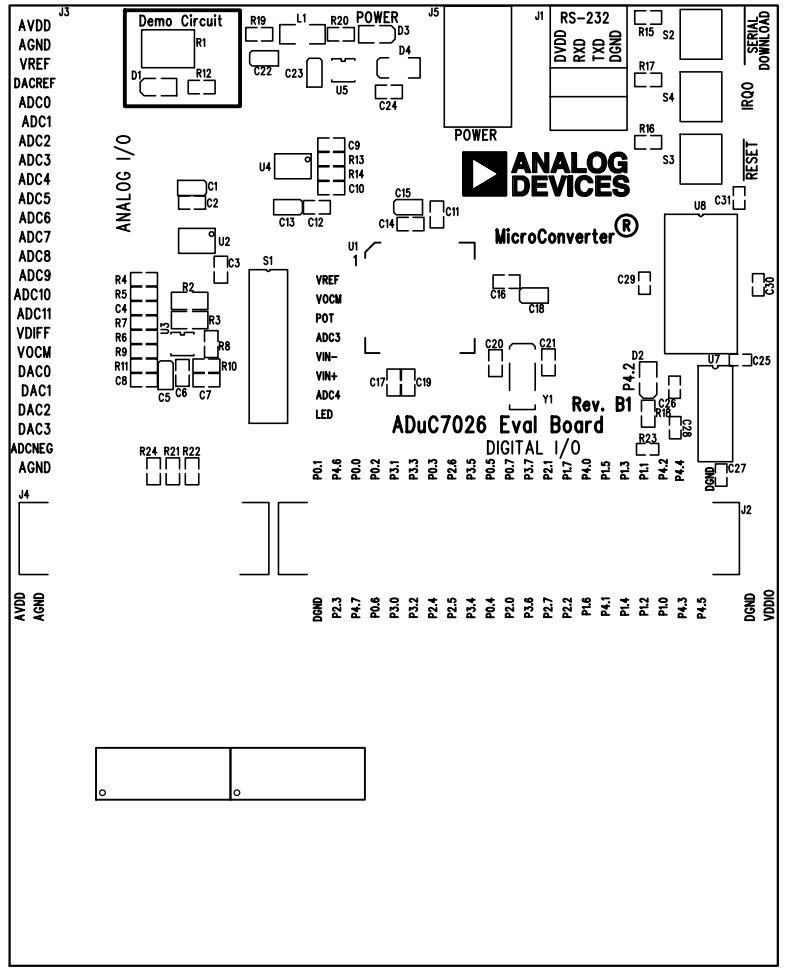 J3
AVDD
AGND
VREF
DACREF
ADC0
ADC1
ADC2
ADC3
ADC4
ADC5
ADC6
ADC7
ADC8
ADC9
ADC10
ADC11
VDIFF
VOCM
DAC0
DAC1
DAC2
DAC3
ADCNEG
AGND
ANALOG I/O
Demo Circuit
R1
D1
R12
R19
L1
R20
POWER
D3
C22
C23
U5
D4
C24
J5
POWER
J1
RS-232
DVDD
RXD
TXD
DGND
R15
S2
SERIAL
DOWNLOAD
R17
S4
IRQ0
R16
S3
RESET
C9
U4
R13
R14
C10
C1
C2
C13
C12
C15
C14
C11
ANALOG
DEVICES
MicroConverter®
U2
C3
S1
U1
1
C31
U8
C29
C30
R4
R5
C4
R7
R6
R9
R11
C8
R2
R3
U3
R8
R10
C5
C6
C7
VREF
VOCM
POT
ADC3
VIN-
VIN+
ADC4
LED
C16
C18
C17
C19
C20
C21
Y1
D2
P4.2
U7
C25
C26
R18
C28
R23
C27
DGND
Rev. B1
ADuC7026 Eval Board
DIGITAL I/O
R24
R21
R22
P0.1
P4.6
P0.0
P0.2
P3.1
P3.3
P0.3
P2.6
P3.5
P0.5
P0.7
P3.7
P2.1
P1.7
P4.0
P1.5
P1.3
P1.1
P4.2
P4.4
J4
J2
AVDD
AGND
DGND
P2.3
P4.7
P0.6
P3.0
P3.2
P2.4
P2.5
P3.4
P0.4
P2.0
P3.6
P2.7
P2.2
P1.6
P4.1
P1.4
P1.2
P1.0
P4.3
P4.5
DGND
VDDIO